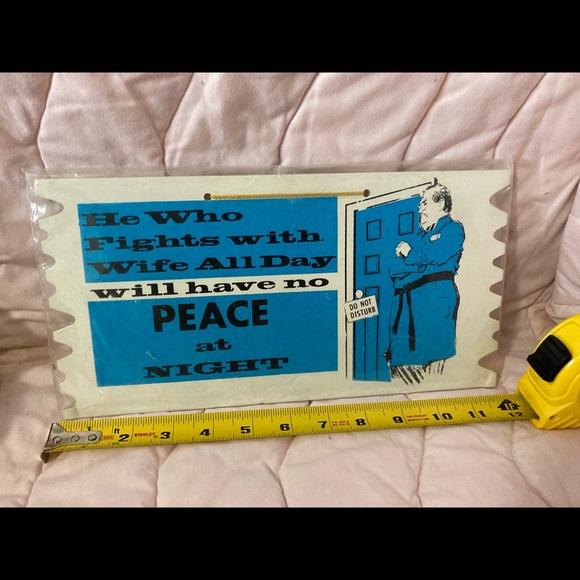 He Who
Fights with
Wife All Day
will have no
PEACE
at
NIGHT
DO NOT
DISTURB
ft
2 STANLEY 3 4 5 6 7 8 9 10 11 12